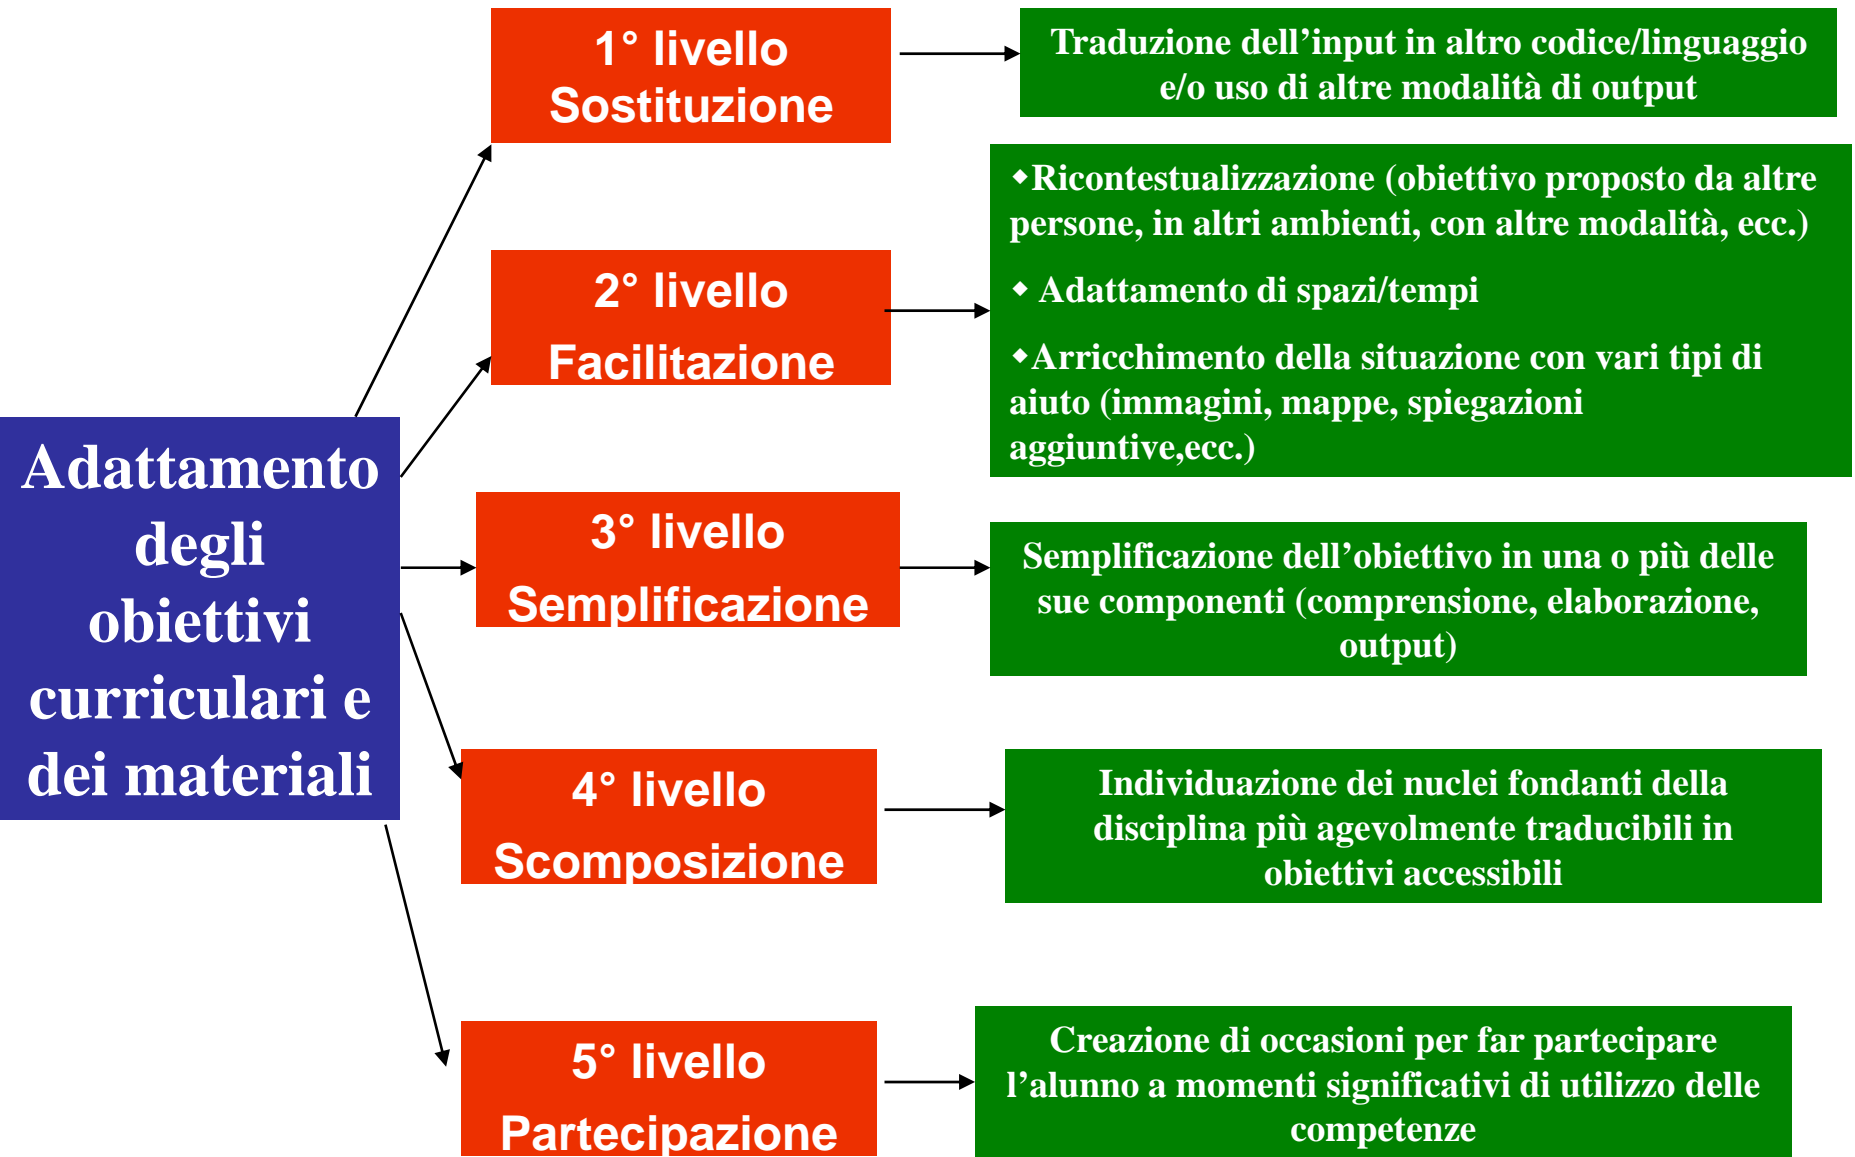 Adattamento
degli
obiettivi
curriculari e
dei materiali
1° livello
Sostituzione
Traduzione dell’input in altro codice/linguaggio
e/o uso di altre modalità di output
2° livello
Facilitazione
◆Ricontestualizzazione (obiettivo proposto da altre
persone, in altri ambienti, con altre modalità, ecc.)
◆ Adattamento di spazi/tempi
◆Arricchimento della situazione con vari tipi di
aiuto (immagini, mappe, spiegazioni
aggiuntive,ecc.)
3° livello
Semplificazione
Semplificazione dell’obiettivo in una o più delle
sue componenti (comprensione, elaborazione,
output)
4° livello
Scomposizione
Individuazione dei nuclei fondanti della
disciplina più agevolmente traducibili in
obiettivi accessibili
5° livello
Partecipazione
Creazione di occasioni per far partecipare
l’alunno a momenti significativi di utilizzo delle
competenze